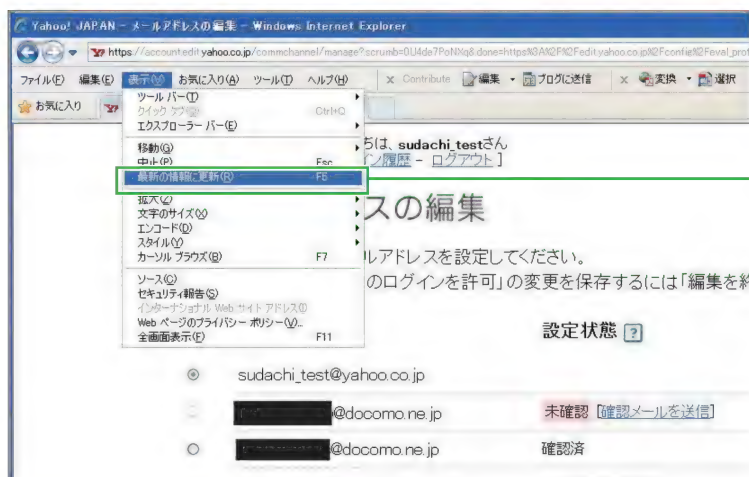 Yahoo! JAPAN - メールアドレスの編集 - Windows Internet Explorer
https://account.edit.yahoo.co.jp/commchannel/manage?
ファイル(F) 編集(E) 表示(V) お気に入り(A) ツール(T) ヘルプ(H) x Contribute 編集 ブログに送信 x 変換 選択
お気に入り
ツール バー(T)
クイック タブ(Q) Ctrl+Q
エクスプローラー バー(E)
移動(G)
中止(P) Esc
最新の情報に更新(R) F5
拡大(Z)
文字のサイズ(X)
エンコード(D)
スタイル(Y)
カーソル ブラウズ(B) F7
ソース(C)
セキュリティ報告(S)
インターナショナル Web サイト アドレス(I)
Web ページのプライバシー ポリシー(V)...
全画面表示(F) F11
ちは、sudachi_testさん
ン履歴 - ログアウト]
スの編集
ルアドレスを設定してください。
のログインを許可」の変更を保存するには「編集を終
設定状態 ?
sudachi_test@yahoo.co.jp
@docomo.ne.jp 未確認 [確認メールを送信]
@docomo.ne.jp 確認済